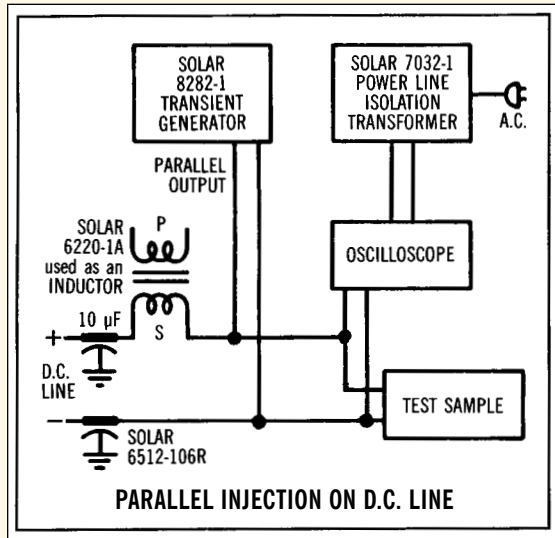 SOLAR
8282-1
TRANSIENT
GENERATOR
SOLAR 7032-1
POWER LINE
ISOLATION
TRANSFORMER
A.C.
PARALLEL
OUTPUT
SOLAR
6220-1A
used as an
INDUCTOR
P
S
OSCILLOSCOPE
10 µF
+
D.C.
LINE
−
SOLAR
6512-106R
TEST SAMPLE
PARALLEL INJECTION ON D.C. LINE